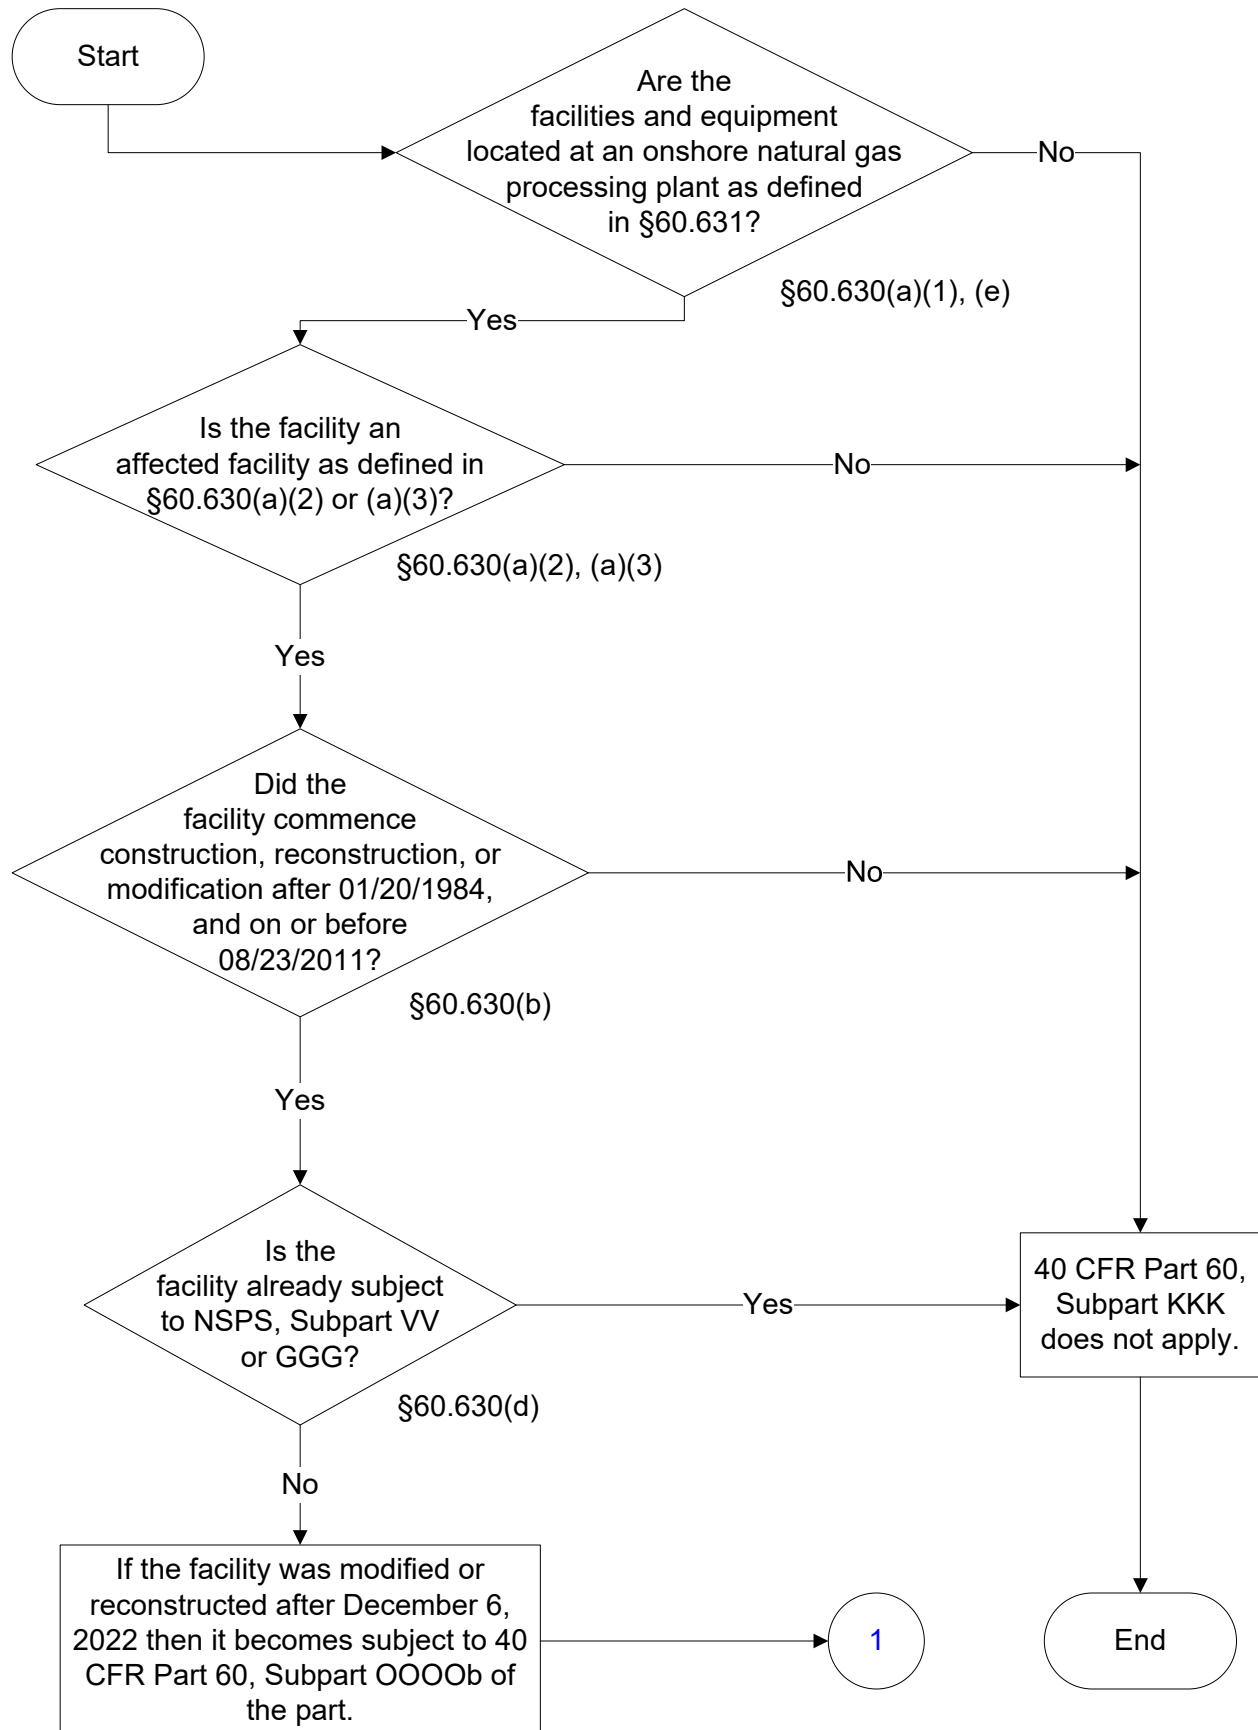 Start
Are the
facilities and equipment
located at an onshore natural gas
processing plant as defined
in §60.631?
No
§60.630(a)(1), (e)
Yes
Is the facility an
affected facility as defined in
§60.630(a)(2) or (a)(3)?
No
§60.630(a)(2), (a)(3)
Yes
Did the
facility commence
construction, reconstruction, or
modification after 01/20/1984,
and on or before
08/23/2011?
No
§60.630(b)
Yes
Is the
facility already subject
to NSPS, Subpart VV
or GGG?
Yes
40 CFR Part 60,
Subpart KKK
does not apply.
§60.630(d)
No
If the facility was modified or
reconstructed after December 6,
2022 then it becomes subject to 40
CFR Part 60, Subpart OOOOb of
the part.
1
End